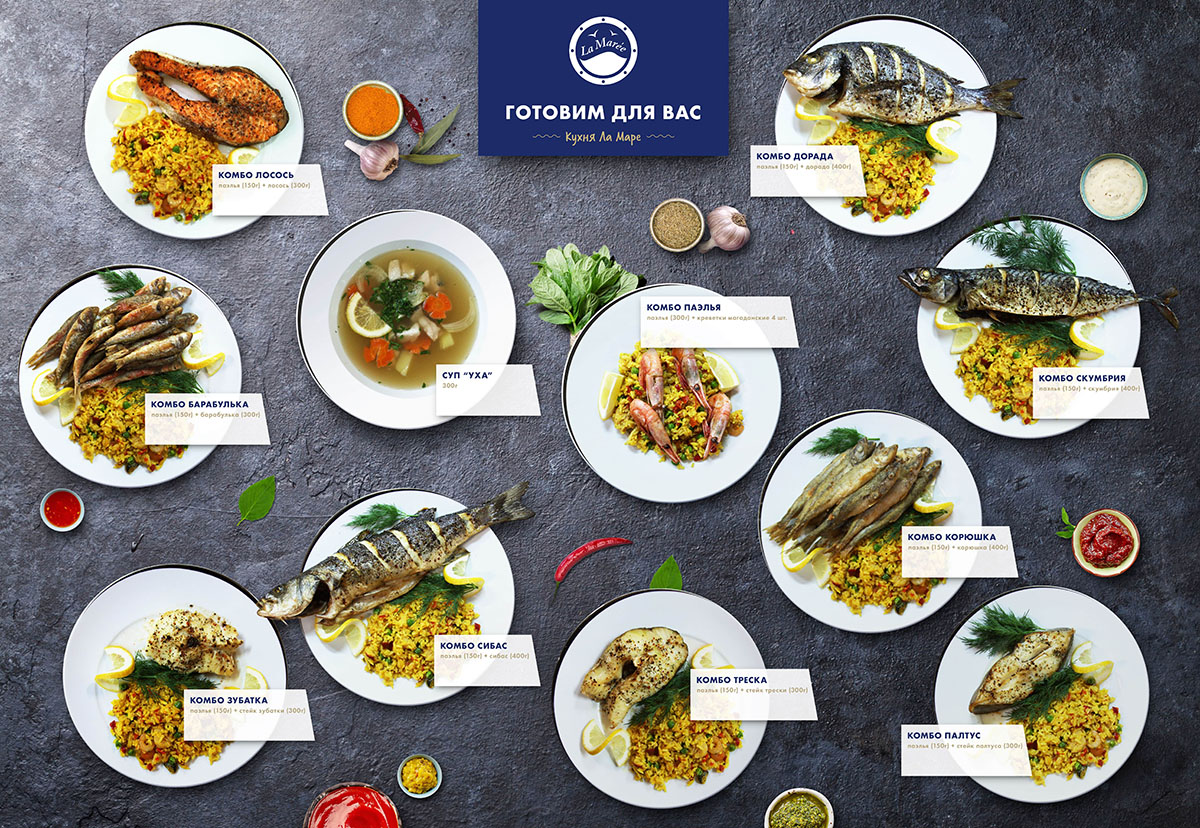 La Marée
ГОТОВИМ ДЛЯ ВАС
Кухня Ла Маре
КОМБО ЛОСОСЬ
паэлья (150г) + лосось (300г)
КОМБО ДОРАДА
паэлья (150г) + дорада (400г)
КОМБО ПАЭЛЬЯ
паэлья (300г) + креветки магаданские 4 шт.
СУП “УХА”
300г
КОМБО СКУМБРИЯ
паэлья (150г) + скумбрия (400г)
КОМБО БАРАБУЛЬКА
паэлья (150г) + барабулька (300г)
КОМБО КОРЮШКА
паэлья (150г) + корюшка (400г)
КОМБО СИБАС
паэлья (150г) + сибас (400г)
КОМБО ЗУБАТКА
паэлья (150г) + стейк зубатки (300г)
КОМБО ТРЕСКА
паэлья (150г) + стейк трески (300г)
КОМБО ПАЛТУС
паэлья (150г) + стейк палтуса (300г)